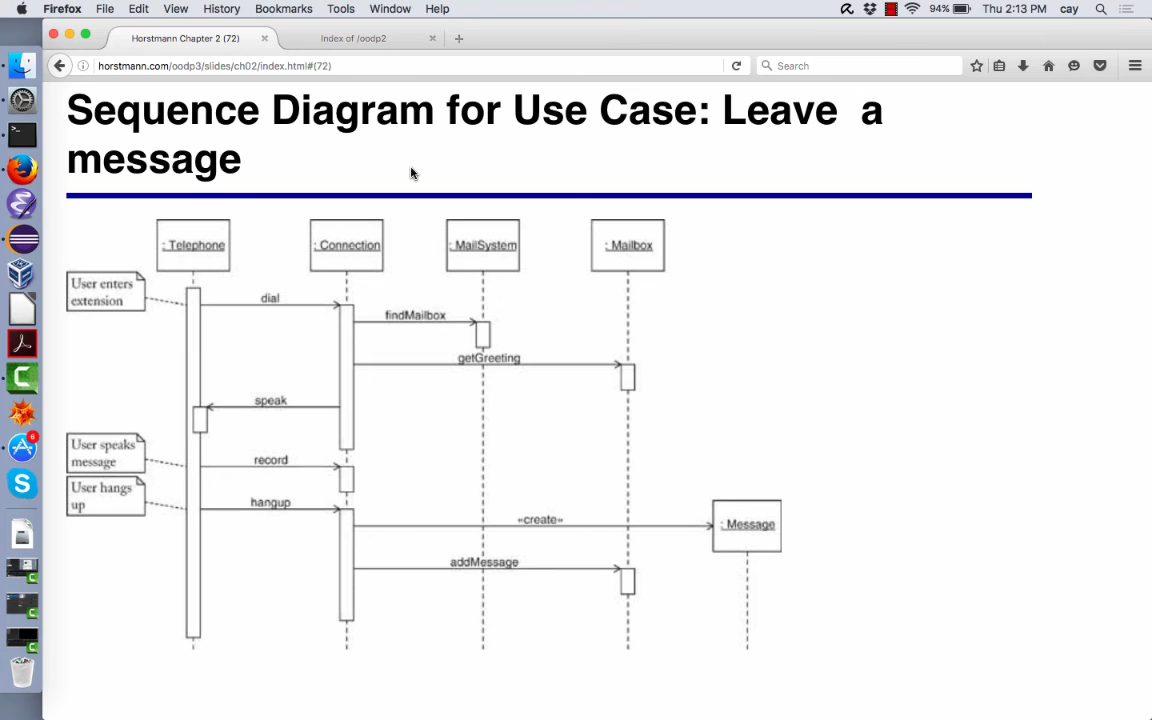 Firefox File Edit View History Bookmarks Tools Window Help 94% Thu 2:13 PM cay
Horstmann Chapter 2 (72) Index of /oodp2
horstmann.com/oodp3/slides/ch02/index.html#(72) Search
Sequence Diagram for Use Case: Leave a
message
: Telephone : Connection : MailSystem : Mailbox
User enters
extension
dial
findMailbox
getGreeting
speak
User speaks
message
record
User hangs
up
hangup
«create»
: Message
addMessage
6